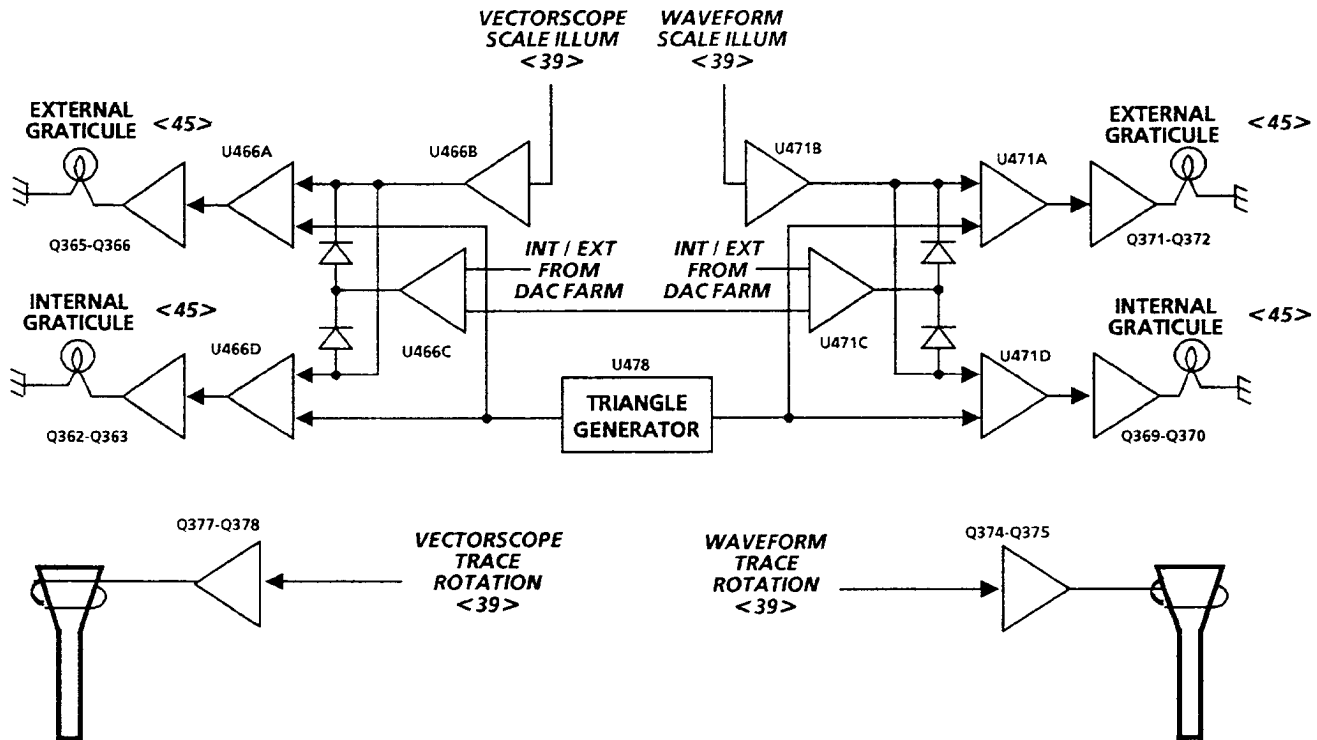 VECTORSCOPE
SCALE ILLUM
<39>
WAVEFORM
SCALE ILLUM
<39>
EXTERNAL
GRATICULE
<45>
U466A
U466B
U471B
U471A
EXTERNAL
GRATICULE
<45>
Q365-Q366
INT / EXT
FROM
DAC FARM
INT / EXT
FROM
DAC FARM
Q371-Q372
INTERNAL
GRATICULE
<45>
U466D
U466C
U478
U471C
U471D
INTERNAL
GRATICULE
<45>
Q362-Q363
TRIANGLE
GENERATOR
Q369-Q370
Q377-Q378
VECTORSCOPE
TRACE
ROTATION
<39>
WAVEFORM
TRACE
ROTATION
<39>
Q374-Q375